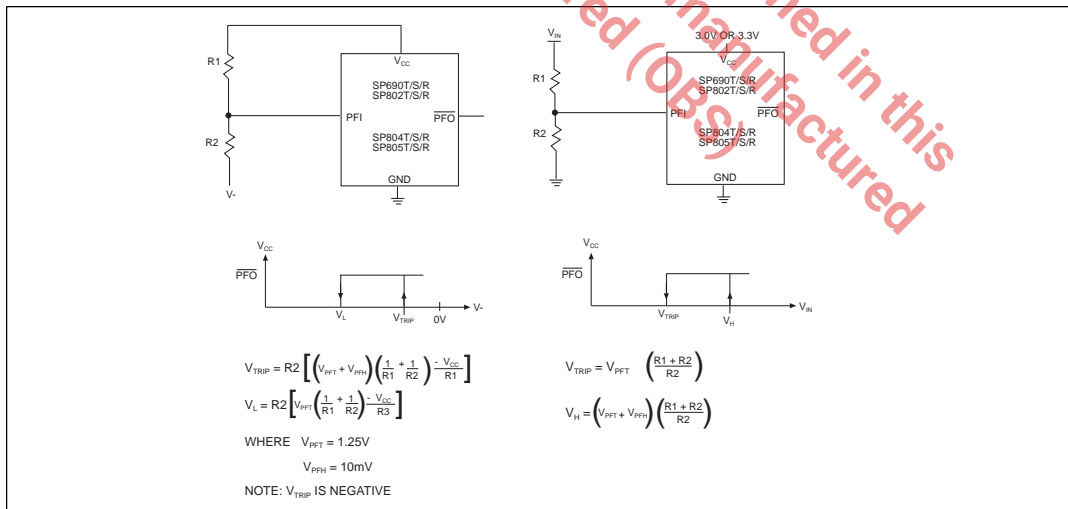 R1
R2
V-
VCC
SP690T/S/R
SP802T/S/R
PFI
PFO
SP804T/S/R
SP805T/S/R
GND
VIN
R1
R2
3.0V OR 3.3V
VCC
SP690T/S/R
SP802T/S/R
PFI
PFO
SP804T/S/R
SP805T/S/R
GND
ned in this
manufactured
red (OBS)
VCC
PFO
VL
VTRIP
0V
V-
VCC
PFO
VTRIP
VH
VIN
VTRIP = R2 [(VPFT + VPFH)(1/R1 + 1/R2) - VCC/R1]
VL = R2 [VPFT(1/R1 + 1/R2) - VCC/R3]
WHERE VPFT = 1.25V
VPFH = 10mV
NOTE: VTRIP IS NEGATIVE
VTRIP = VPFT (R1 + R2/R2)
VH = (VPFT + VPFH)(R1 + R2/R2)